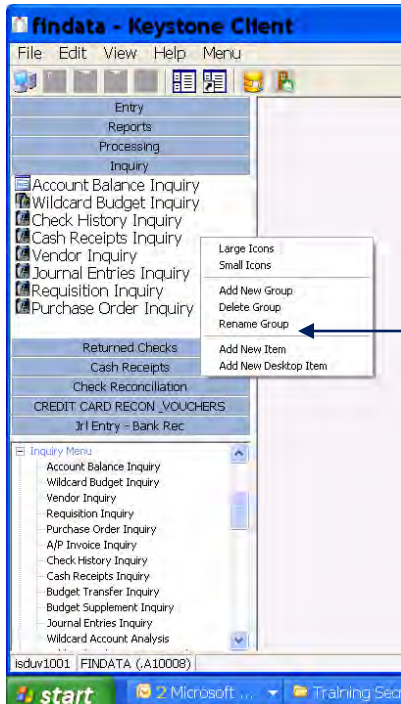 findata - Keystone Client
File Edit View Help Menu
Entry
Reports
Processing
Inquiry
Account Balance Inquiry
Wildcard Budget Inquiry
Check History Inquiry
Cash Receipts Inquiry
Vendor Inquiry
Journal Entries Inquiry
Requisition Inquiry
Purchase Order Inquiry
Large Icons
Small Icons
Add New Group
Delete Group
Rename Group
Add New Item
Add New Desktop Item
Returned Checks
Cash Receipts
Check Reconciliation
CREDIT CARD RECON _VOUCHERS
Jrl Entry - Bank Rec
Inquiry Menu
Account Balance Inquiry
Wildcard Budget Inquiry
Vendor Inquiry
Requisition Inquiry
Purchase Order Inquiry
A/P Invoice Inquiry
Check History Inquiry
Cash Receipts Inquiry
Budget Transfer Inquiry
Budget Supplement Inquiry
Journal Entries Inquiry
Wildcard Account Analysis
isduv1001 FINDATA (.A10008)
start 2 Microsoft ... Training Secr